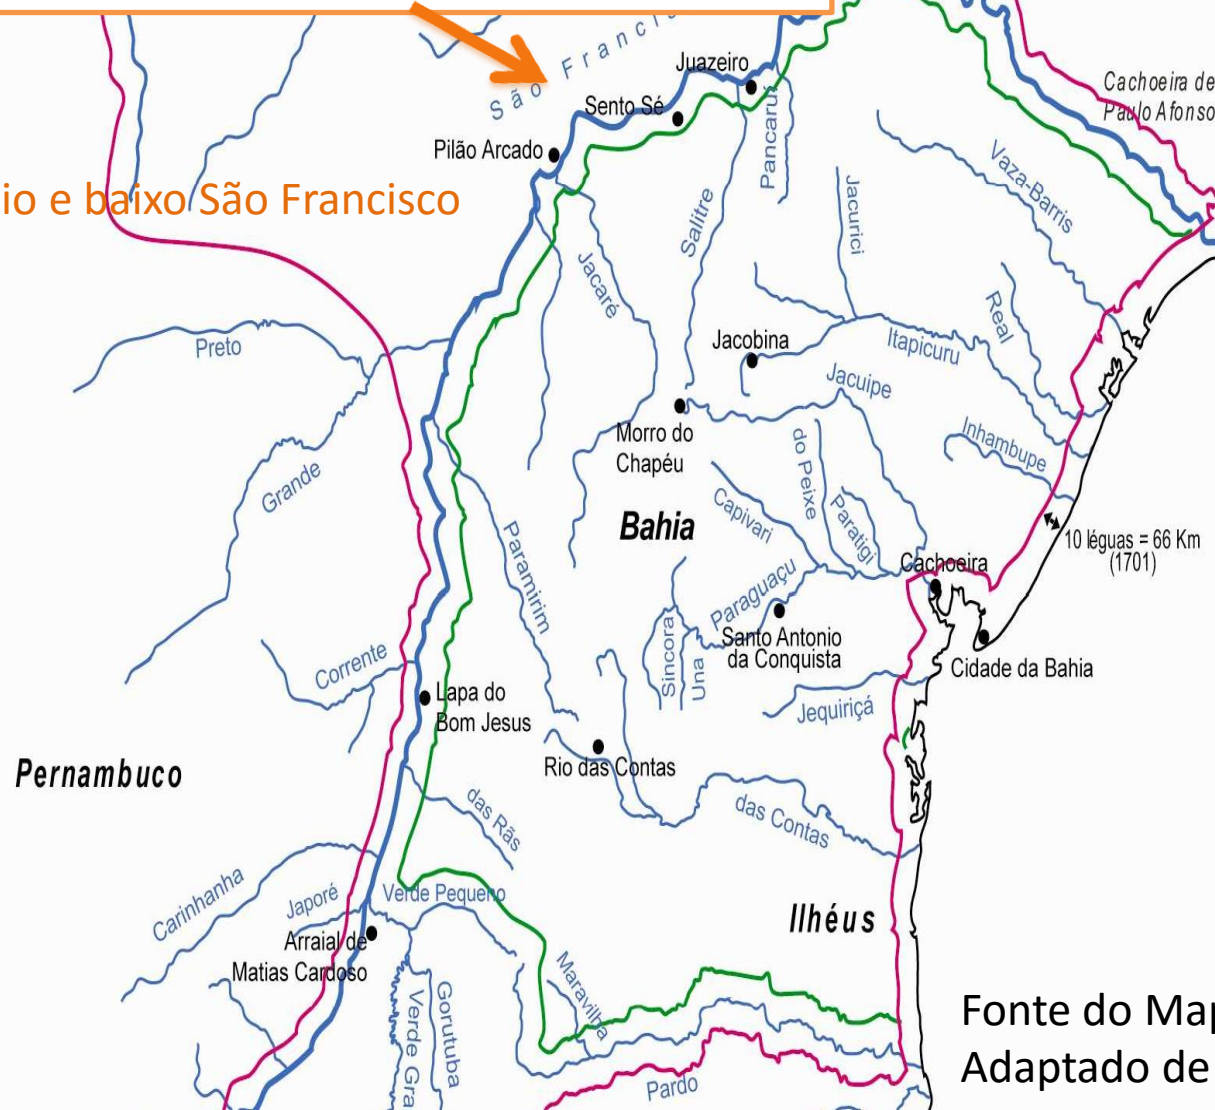 São Francis
Juazeiro
Cachoeira de
Paulo Afonso
Sento Sé
Pilão Arcado
Pancaruí
Vaza-Barris
io e baixo São Francisco
Salitre
Jacurici
Jacaré
Real
Preto
Jacobina
Itapicuru
Jacuipe
Morro do
Chapéu
do Peixe
Inhambupe
Grande
Capivari
Paratigi
Bahia
10 léguas = 66 Km
(1701)
Paramirim
Cachoeira
Paraguaçu
Santo Antonio
da Conquista
Sincora
Una
Cidade da Bahia
Corrente
Lapa do
Bom Jesus
Jequiriçá
Rio das Contas
Pernambuco
das Rãs
das Contas
Carinhanha
Japoré
Verde Pequeno
Ilhéus
Arraial de
Matias Cardoso
Maravilha
Gorutuba
Verde Gra
Pardo
Fonte do Map
Adaptado de